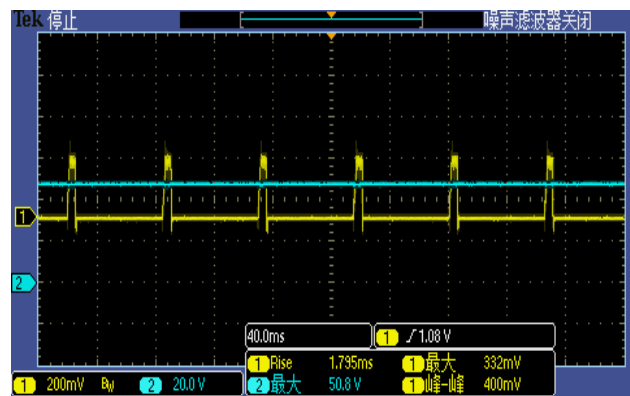 Tek 停止 噪声滤波器关闭
1
2
40.0ms 1 1.08 V
1 Rise 1.795ms 1 最大 332mV
1 200mV BW 2 20.0 V 2 最大 50.8 V 1 峰-峰 400mV